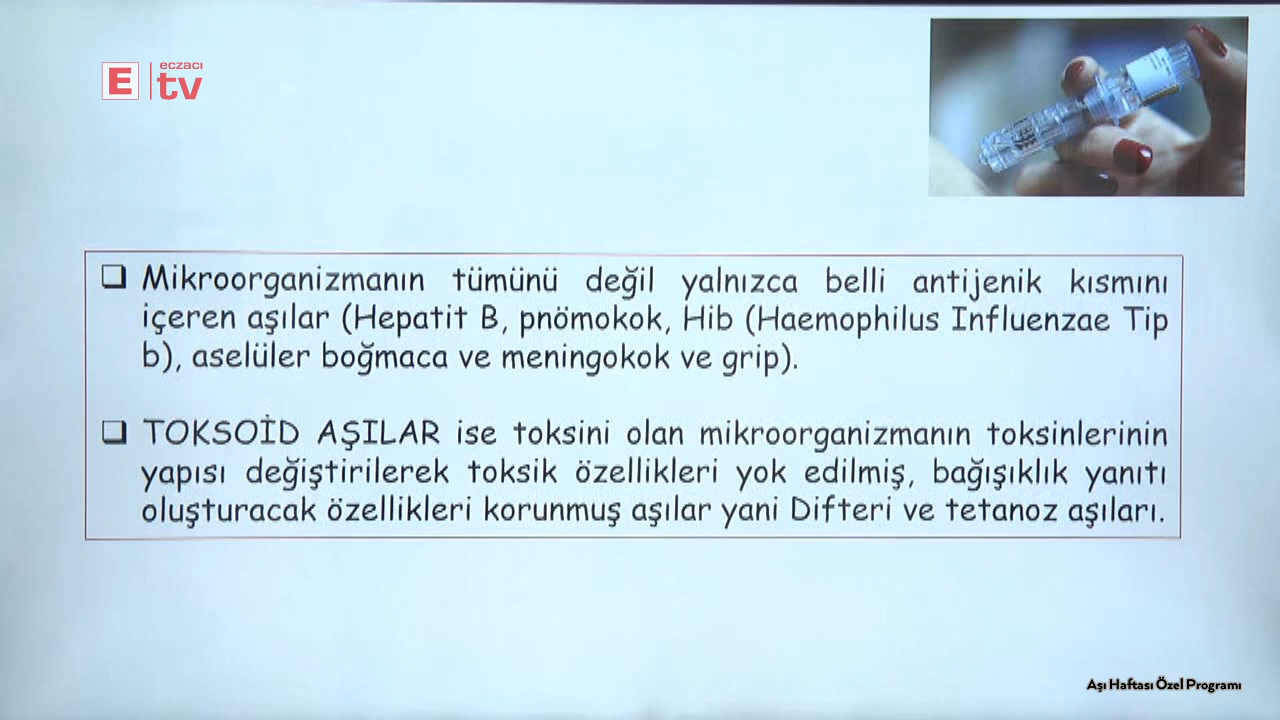 E
eczacı
tv
Mikroorganizmanın tümünü değil yalnızca belli antijenik kısmını
içeren aşılar (Hepatit B, pnömokok, Hib (Haemophilus Influenzae Tip
b), aselüler boğmaca ve meningokok ve grip).
TOKSOİD AŞILAR ise toksini olan mikroorganizmanın toksinlerinin
yapısı değiştirilerek toksik özellikleri yok edilmiş, bağışıklık yanıtı
oluşturacak özellikleri korunmuş aşılar yani Difteri ve tetanoz aşıları.
Aşı Haftası Özel Programı